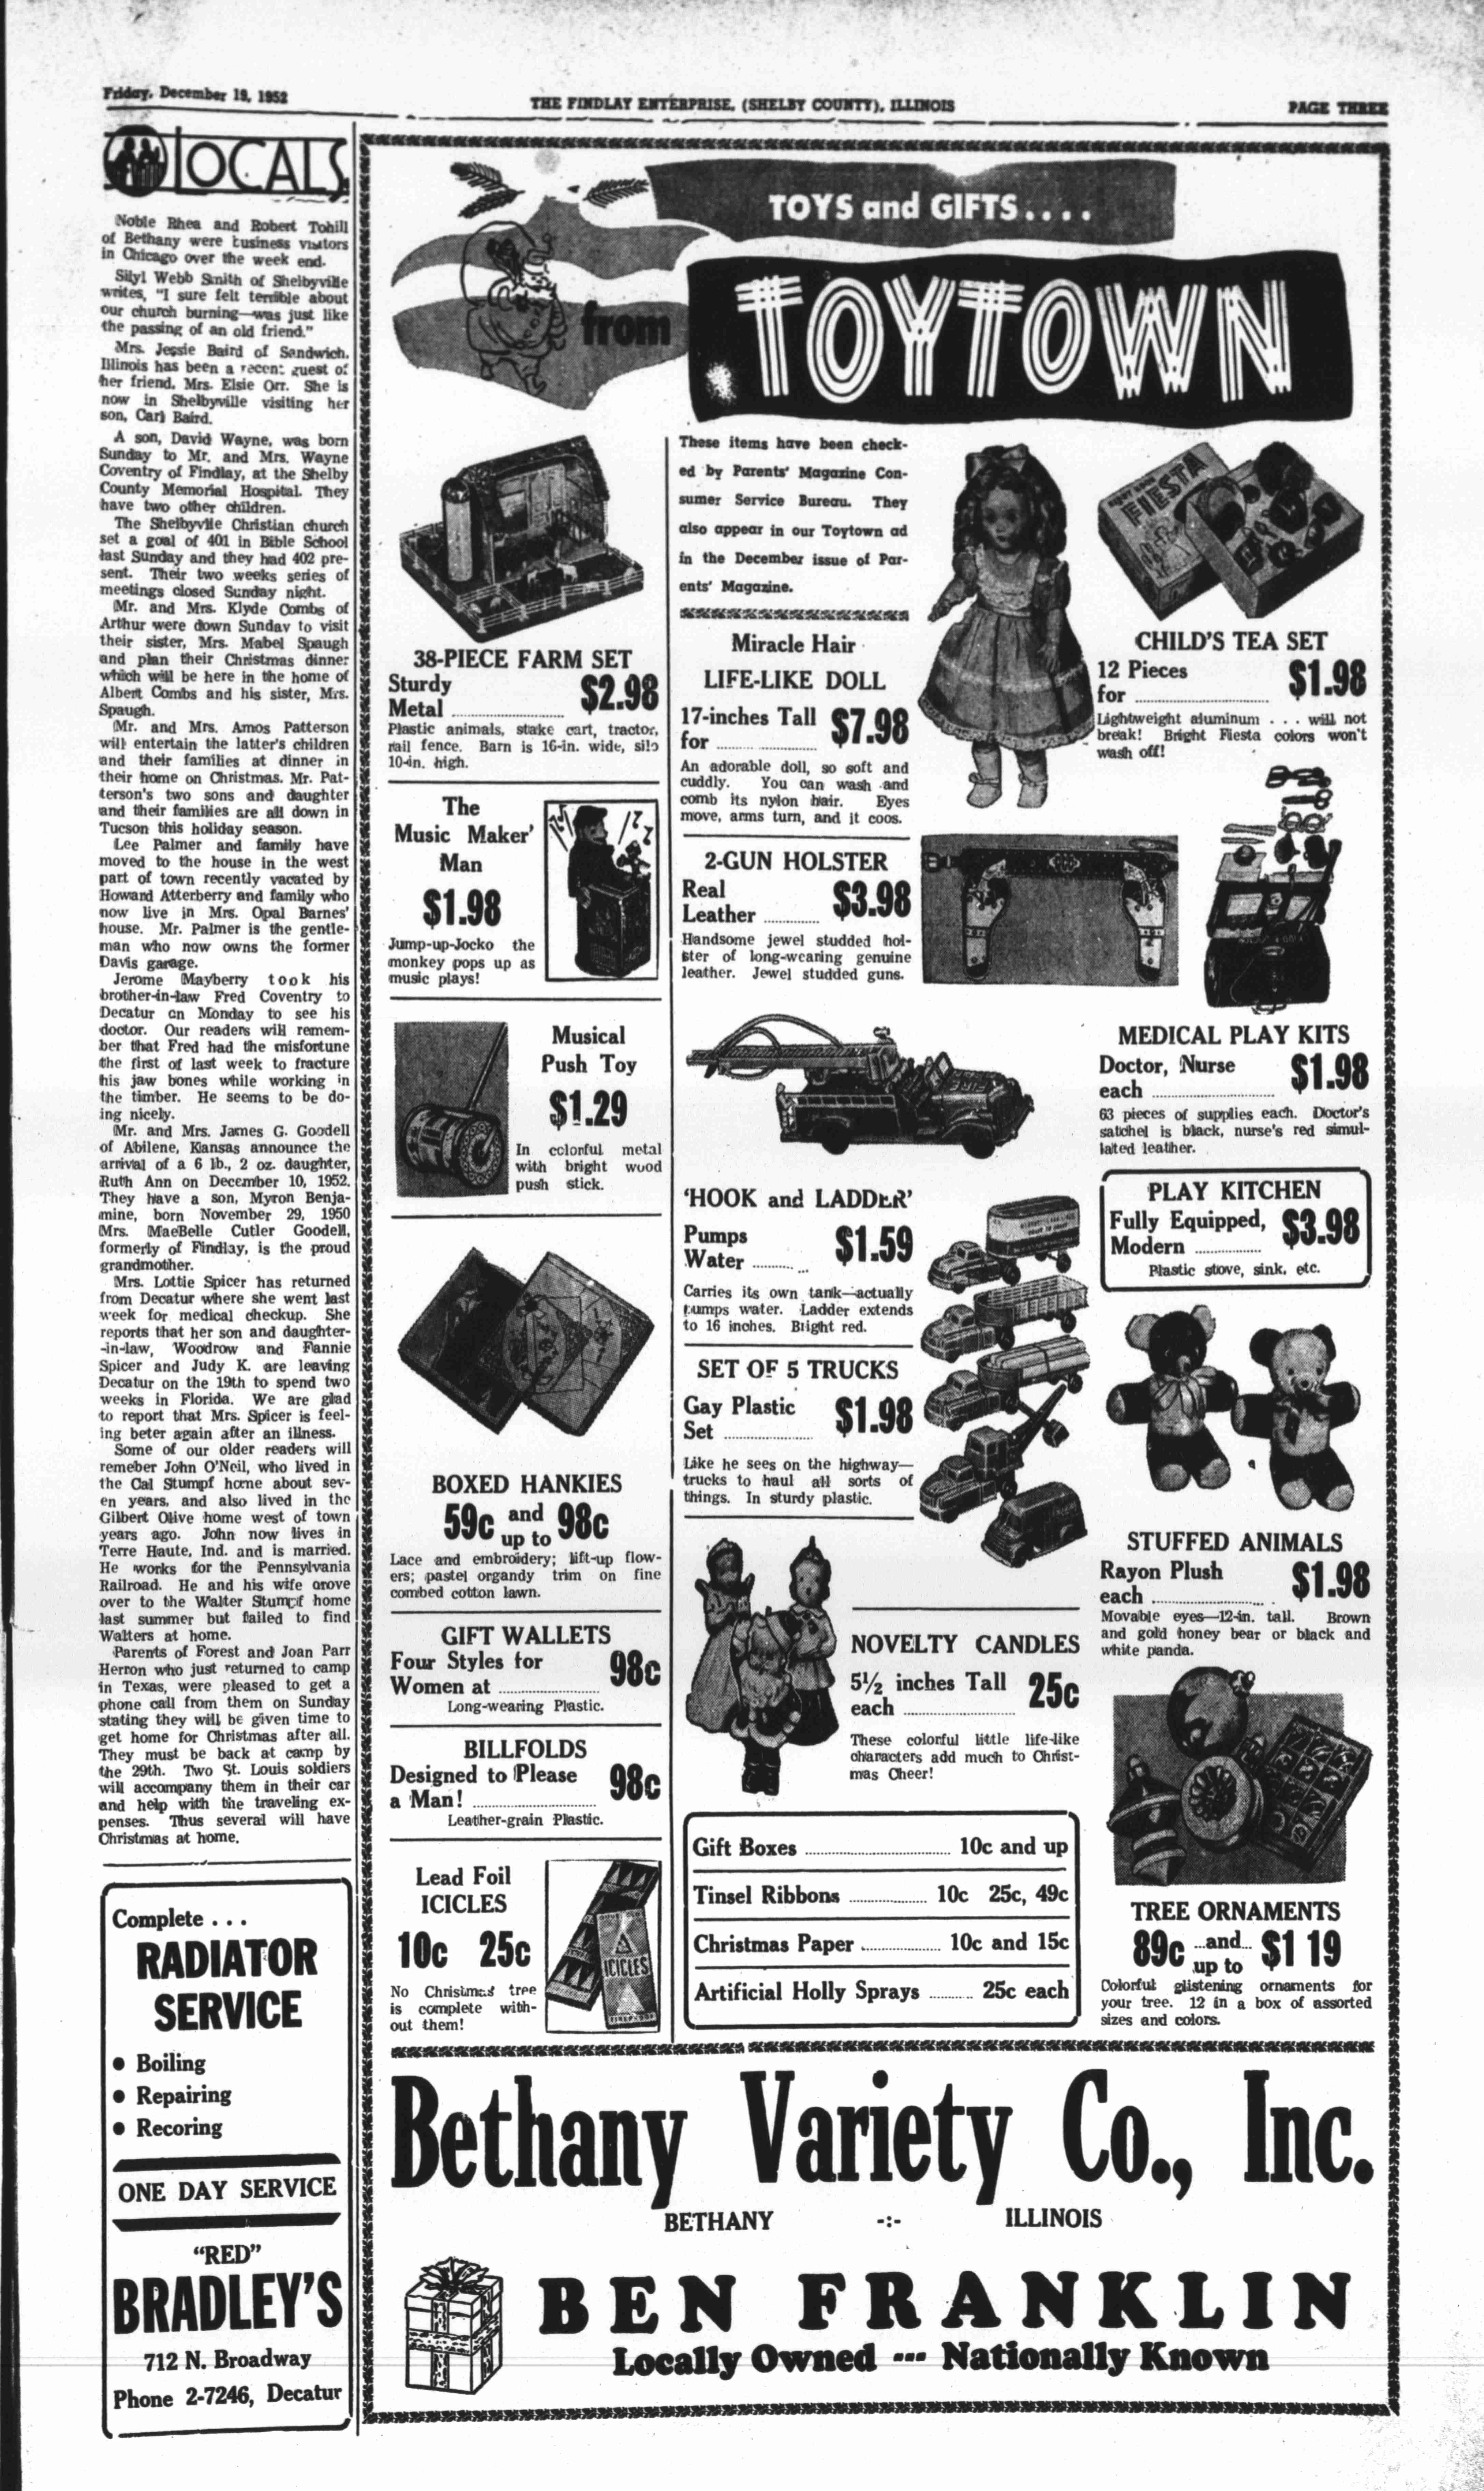 Friday, December 19, 1952
THE FINDLAY ENTERPRISE, (SHELBY COUNTY), ILLINOIS
PAGE THREE
LOCALS
Noble Rhea and Robert Tohill
of Bethany were business visitors
in Chicago over the week end.
Silyl Webb Smith of Shelbyville
writes, "I sure felt terrible about
our church burning—was just like
the passing of an old friend."
Mrs. Jessie Baird of Sandwich,
Illinois has been a recent guest of
her friend, Mrs. Elsie Orr. She is
now in Shelbyville visiting her
son, Carl Baird.
A son, David Wayne, was born
Sunday to Mr. and Mrs. Wayne
Coventry of Findlay, at the Shelby
County Memorial Hospital. They
have two other children.
The Shelbyvlle Christian church
set a goal of 401 in Bible School
last Sunday and they had 402 pre-
sent. Their two weeks series of
meetings closed Sunday night.
Mr. and Mrs. Klyde Combs of
Arthur were down Sunday to visit
their sister, Mrs. Mabel Spaugh
and plan their Christmas dinner
which will be here in the home of
Albert Combs and his sister, Mrs.
Spaugh.
Mr. and Mrs. Amos Patterson
will entertain the latter's children
and their families at dinner in
their home on Christmas. Mr. Pat-
terson's two sons and daughter
and their families are all down in
Tucson this holiday season.
Lee Palmer and family have
moved to the house in the west
part of town recently vacated by
Howard Atterberry and family who
now live in Mrs. Opal Barnes'
house. Mr. Palmer is the gentle-
man who now owns the former
Davis garage.
Jerome Mayberry took his
brother-in-law Fred Coventry to
Decatur on Monday to see his
doctor. Our readers will remem-
ber that Fred had the misfortune
the first of last week to fracture
his jaw bones while working in
the timber. He seems to be do-
ing nicely.
Mr. and Mrs. James G. Goodell
of Abilene, Kansas announce the
arrival of a 6 lb., 2 oz. daughter,
Ruth Ann on December 10, 1952.
They have a son, Myron Benja-
mine, born November 29, 1950
Mrs. MaeBelle Cutler Goodell,
formerly of Findlay, is the proud
grandmother.
Mrs. Lottie Spicer has returned
from Decatur where she went last
week for medical checkup. She
reports that her son and daughter-
-in-law, Woodrow and Fannie
Spicer and Judy K. are leaving
Decatur on the 19th to spend two
weeks in Florida. We are glad
to report that Mrs. Spicer is feel-
ing beter again after an illness.
Some of our older readers will
remeber John O'Neil, who lived in
the Cal Stumpf home about sev-
en years, and also lived in the
Gilbert Olive home west of town
years ago. John now lives in
Terre Haute, Ind. and is married.
He works for the Pennsylvania
Railroad. He and his wife drove
over to the Walter Stumpf home
last summer but failed to find
Walters at home.
Parents of Forest and Joan Parr
Herron who just returned to camp
in Texas, were pleased to get a
phone call from them on Sunday
stating they will be given time to
get home for Christmas after all.
They must be back at camp by
the 29th. Two St. Louis soldiers
will accompany them in their car
and help with the traveling ex-
penses. Thus several will have
Christmas at home.
Complete . . .
RADIATOR
SERVICE
• Boiling
• Repairing
• Recoring
ONE DAY SERVICE
"RED"
BRADLEY'S
712 N. Broadway
Phone 2-7246, Decatur
TOYS and GIFTS....
from
TOYTOWN
38-PIECE FARM SET
Sturdy
Metal $2.98
Plastic animals, stake cart, tractor,
rail fence. Barn is 16-in. wide, silo
10-in. high.
The
Music Maker'
Man
$1.98
Jump-up-Jocko the
monkey pops up as
music plays!
Musical
Push Toy
$1.29
In colorful metal
with bright wood
push stick.
BOXED HANKIES
59c and up to 98c
Lace and embroidery; lift-up flow-
ers; pastel organdy trim on fine
combed cotton lawn.
GIFT WALLETS
Four Styles for
Women at 98c
Long-wearing Plastic.
BILLFOLDS
Designed to Please
a Man! 98c
Leather-grain Plastic.
Lead Foil
ICICLES
10c 25c
No Christmas tree
is complete with-
out them!
ICICLES
These items have been check-
ed by Parents' Magazine Con-
sumer Service Bureau. They
also appear in our Toytown ad
in the December issue of Par-
ents' Magazine.
Miracle Hair
LIFE-LIKE DOLL
17-inches Tall
for $7.98
An adorable doll, so soft and
cuddly. You can wash and
comb its nylon hair. Eyes
move, arms turn, and it coos.
2-GUN HOLSTER
Real
Leather $3.98
Handsome jewel studded hol-
ster of long-wearing genuine
leather. Jewel studded guns.
'HOOK and LADDER'
Pumps
Water $1.59
Carries its own tank—actually
pumps water. Ladder extends
to 16 inches. Bright red.
SET OF 5 TRUCKS
Gay Plastic
Set $1.98
Like he sees on the highway—
trucks to haul all sorts of
things. In sturdy plastic.
NOVELTY CANDLES
5½ inches Tall
each 25c
These colorful little life-like
characters add much to Christ-
mas Cheer!
Gift Boxes 10c and up
Tinsel Ribbons 10c 25c, 49c
Christmas Paper 10c and 15c
Artificial Holly Sprays 25c each
FIESTA
CHILD'S TEA SET
12 Pieces
for $1.98
Lightweight aluminum . . . will not
break! Bright Fiesta colors won't
wash off!
MEDICAL PLAY KITS
Doctor, Nurse
each $1.98
63 pieces of supplies each. Doctor's
satchel is black, nurse's red simul-
lated leather.
PLAY KITCHEN
Fully Equipped,
Modern $3.98
Plastic stove, sink, etc.
STUFFED ANIMALS
Rayon Plush
each $1.98
Movable eyes—12-in. tall. Brown
and gold honey bear or black and
white panda.
TREE ORNAMENTS
89c and up to $1 19
Colorful glistening ornaments for
your tree. 12 in a box of assorted
sizes and colors.
Bethany Variety Co., Inc.
BETHANY -:- ILLINOIS
BEN FRANKLIN
Locally Owned --- Nationally Known